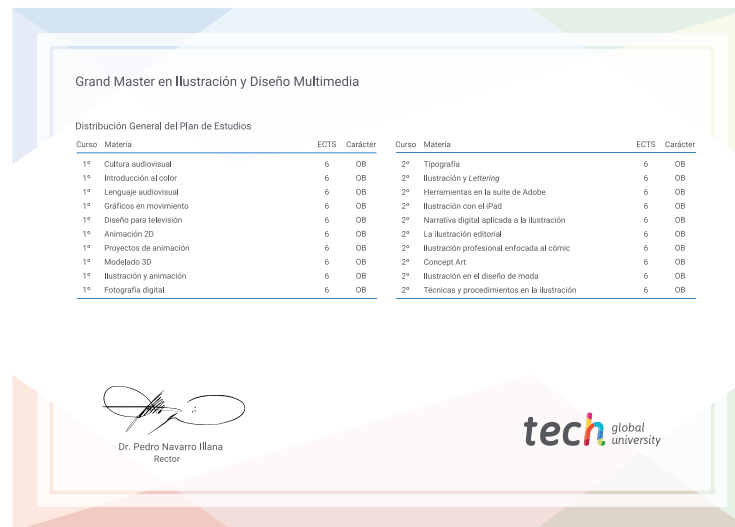 Grand Master en Ilustración y Diseño Multimedia
Distribución General del Plan de Estudios
Curso Materia ECTS Carácter
1º Cultura audiovisual 6 OB
1º Introducción al color 6 OB
1º Lenguaje audiovisual 6 OB
1º Gráficos en movimiento 6 OB
1º Diseño para televisión 6 OB
1º Animación 2D 6 OB
1º Proyectos de animación 6 OB
1º Modelado 3D 6 OB
1º Ilustración y animación 6 OB
1º Fotografía digital 6 OB
Curso Materia ECTS Carácter
2º Tipografía 6 OB
2º Ilustración y Lettering 6 OB
2º Herramientas en la suite de Adobe 6 OB
2º Ilustración con el iPad 6 OB
2º Narrativa digital aplicada a la ilustración 6 OB
2º La ilustración editorial 6 OB
2º Ilustración profesional enfocada al cómic 6 OB
2º Concept Art 6 OB
2º Ilustración en el diseño de moda 6 OB
2º Técnicas y procedimientos en la ilustración 6 OB
Dr. Pedro Navarro Illana
Rector
tech global
university